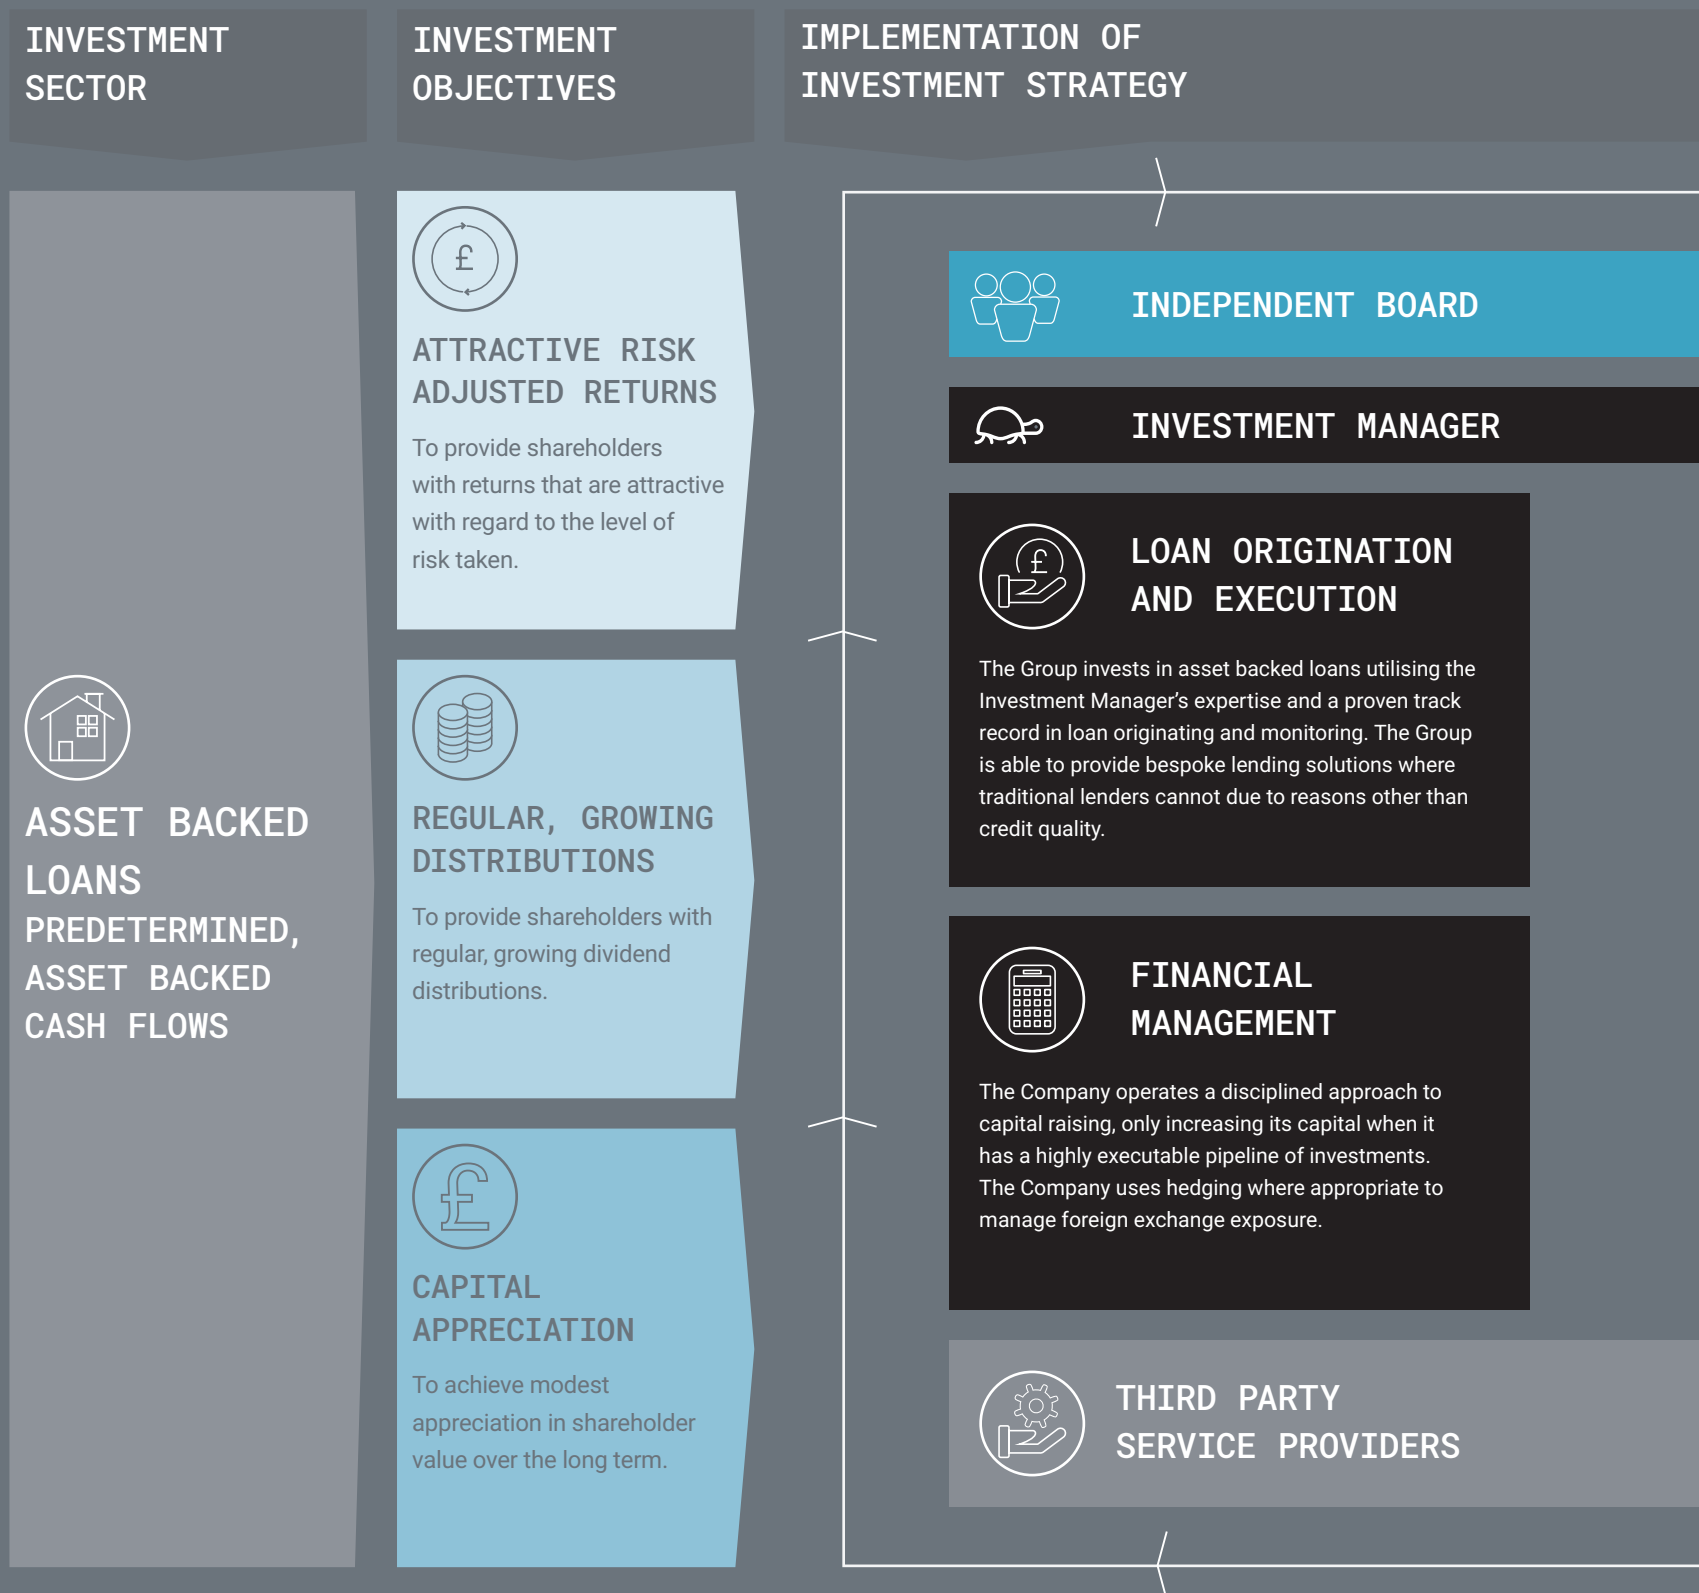 INVESTMENT
SECTOR
INVESTMENT
OBJECTIVES
IMPLEMENTATION OF
INVESTMENT STRATEGY
ASSET BACKED
LOANS
PREDETERMINED,
ASSET BACKED
CASH FLOWS
£
ATTRACTIVE RISK
ADJUSTED RETURNS
To provide shareholders
with returns that are attractive
with regard to the level of
risk taken.
REGULAR, GROWING
DISTRIBUTIONS
To provide shareholders with
regular, growing dividend
distributions.
£
CAPITAL
APPRECIATION
To achieve modest
appreciation in shareholder
value over the long term.
INDEPENDENT BOARD
INVESTMENT MANAGER
£
LOAN ORIGINATION
AND EXECUTION
The Group invests in asset backed loans utilising the
Investment Manager’s expertise and a proven track
record in loan originating and monitoring. The Group
is able to provide bespoke lending solutions where
traditional lenders cannot due to reasons other than
credit quality.
FINANCIAL
MANAGEMENT
The Company operates a disciplined approach to
capital raising, only increasing its capital when it
has a highly executable pipeline of investments.
The Company uses hedging where appropriate to
manage foreign exchange exposure.
THIRD PARTY
SERVICE PROVIDERS